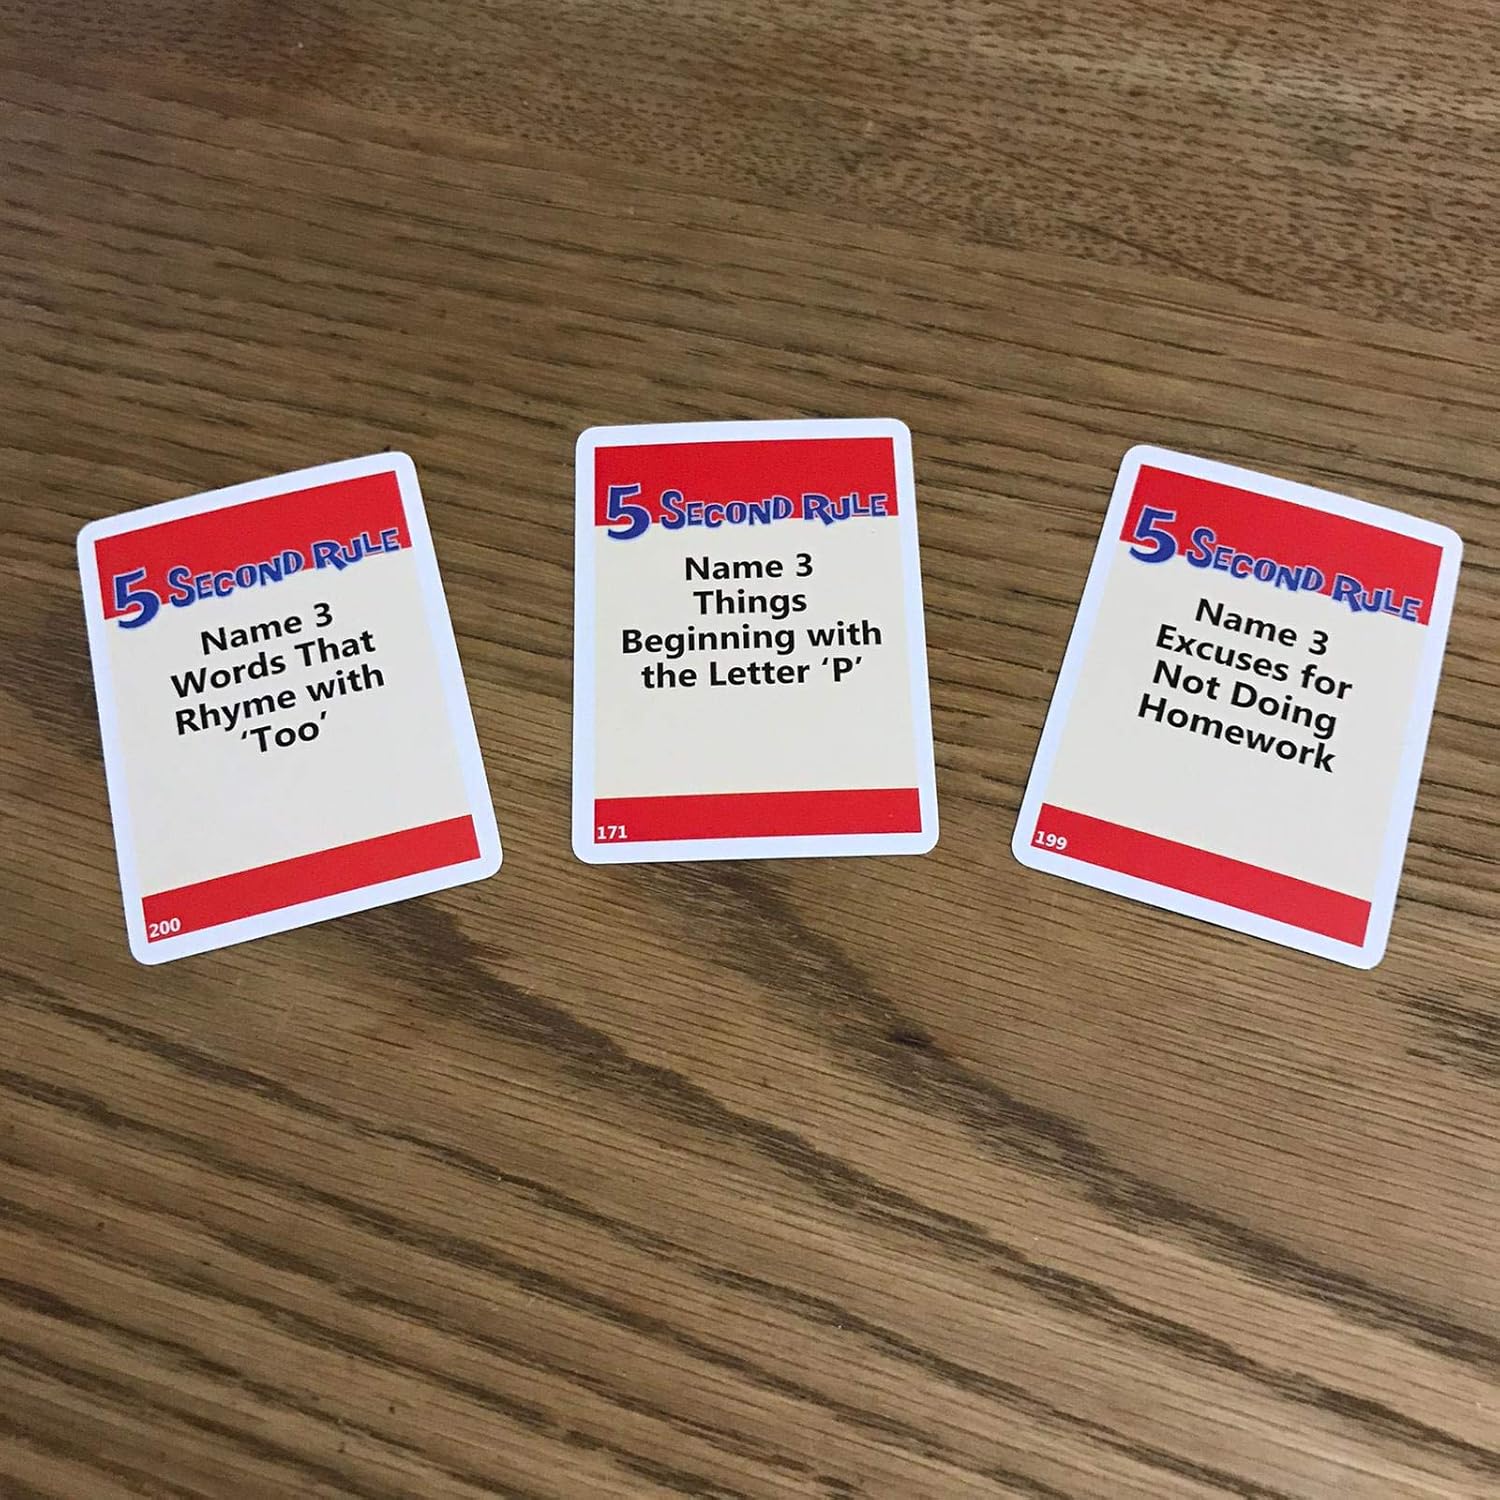 5 SECOND RULE
Name 3
Words That
Rhyme with
‘Too’
200
5 SECOND RULE
Name 3
Things
Beginning with
the Letter ‘P’
171
5 SECOND RULE
Name 3
Excuses for
Not Doing
Homework
199